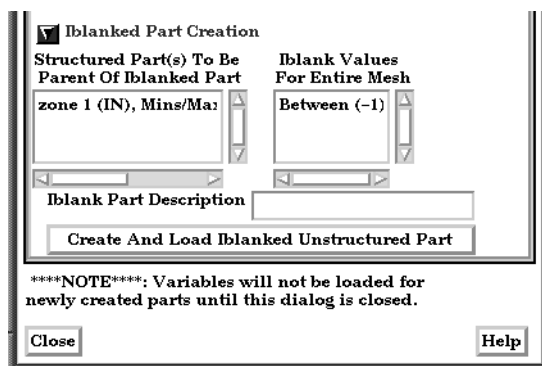 Iblanked Part Creation
Structured Part(s) To Be
Parent Of Iblanked Part
Iblank Values
For Entire Mesh
zone 1 (IN), Mins/Ma
Between (-1)
Iblank Part Description
Create And Load Iblanked Unstructured Part
****NOTE****: Variables will not be loaded for
newly created parts until this dialog is closed.
Close
Help